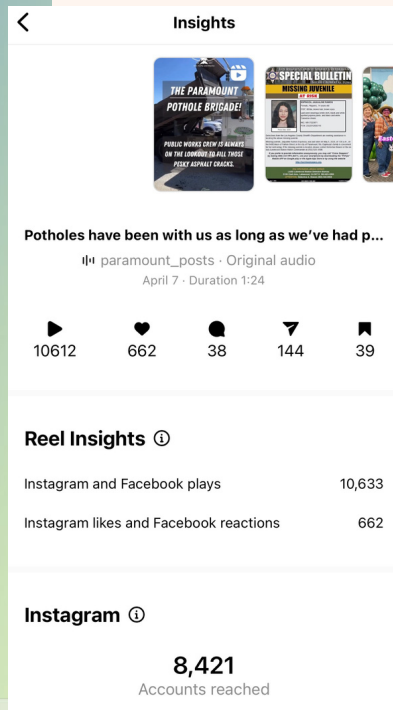 Insights
THE PARAMOUNT
POTHOLE BRIGADE!
PUBLIC WORKS CREW IS ALWAYS
ON THE LOOKOUT TO FILL THOSE
PESKY ASPHALT CRACKS.
SPECIAL BULLETIN
MISSING JUVENILE
AT RISK
Potholes have been with us as long as we've had p...
paramount_posts · Original audio
April 7 · Duration 1:24
10612 662 38 144 39
Reel Insights
Instagram and Facebook plays 10,633
Instagram likes and Facebook reactions 662
Instagram
8,421
Accounts reached